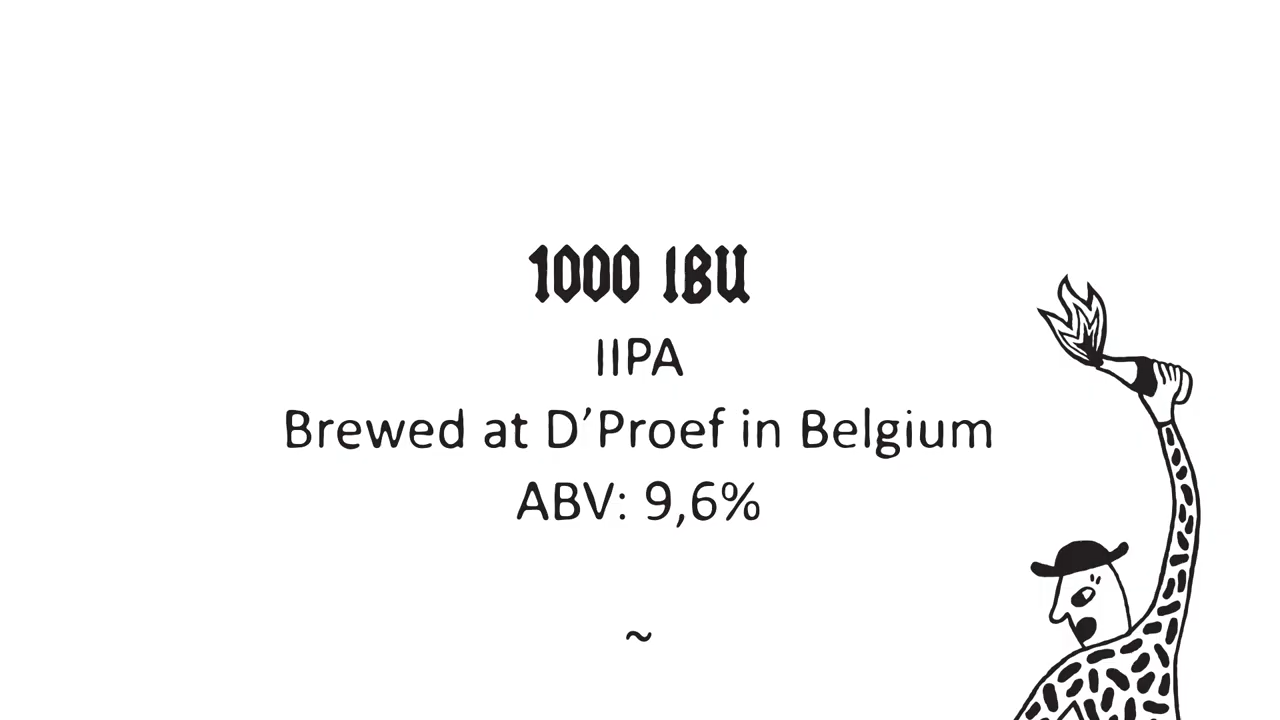 1000 IBU
IIPA
Brewed at D’Proef in Belgium
ABV: 9,6%
~